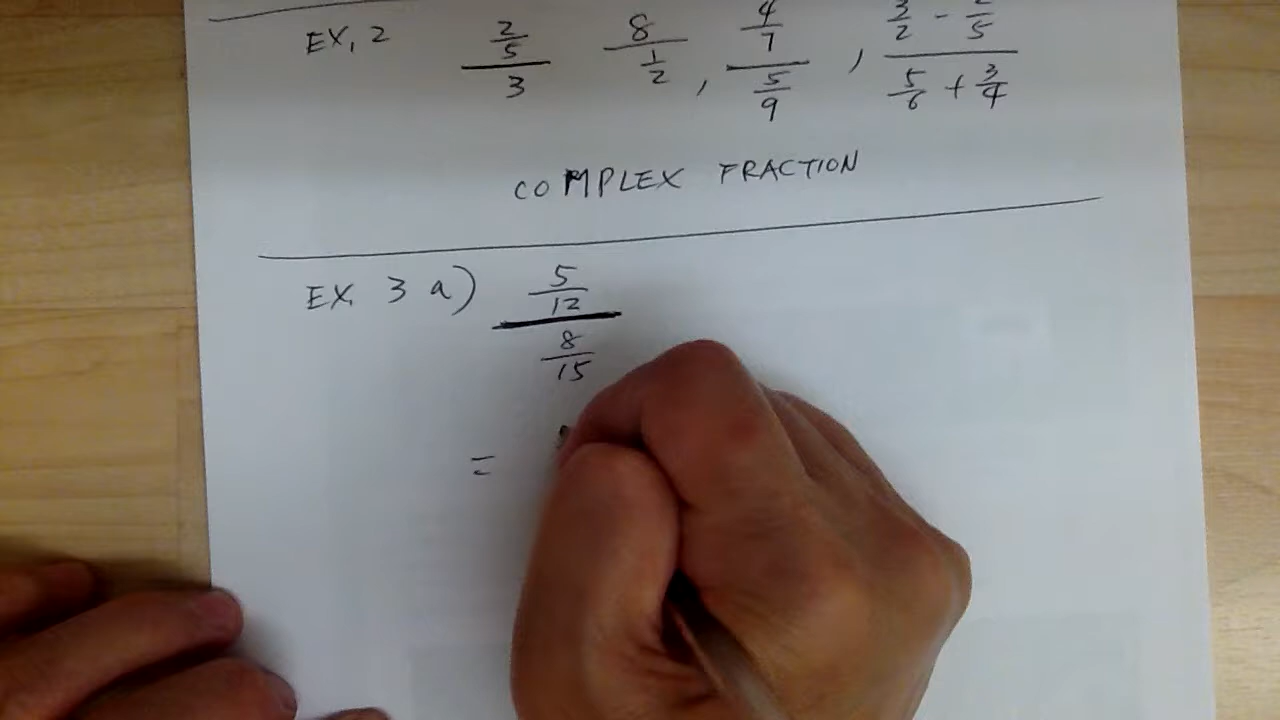 EX. 2 (2/5)/3 8/(1/2), (4/7)/(5/9), (3/2 - 2/5)/(5/6 + 3/4)
COMPLEX FRACTION
EX. 3 a) (5/12)/(8/15)
=